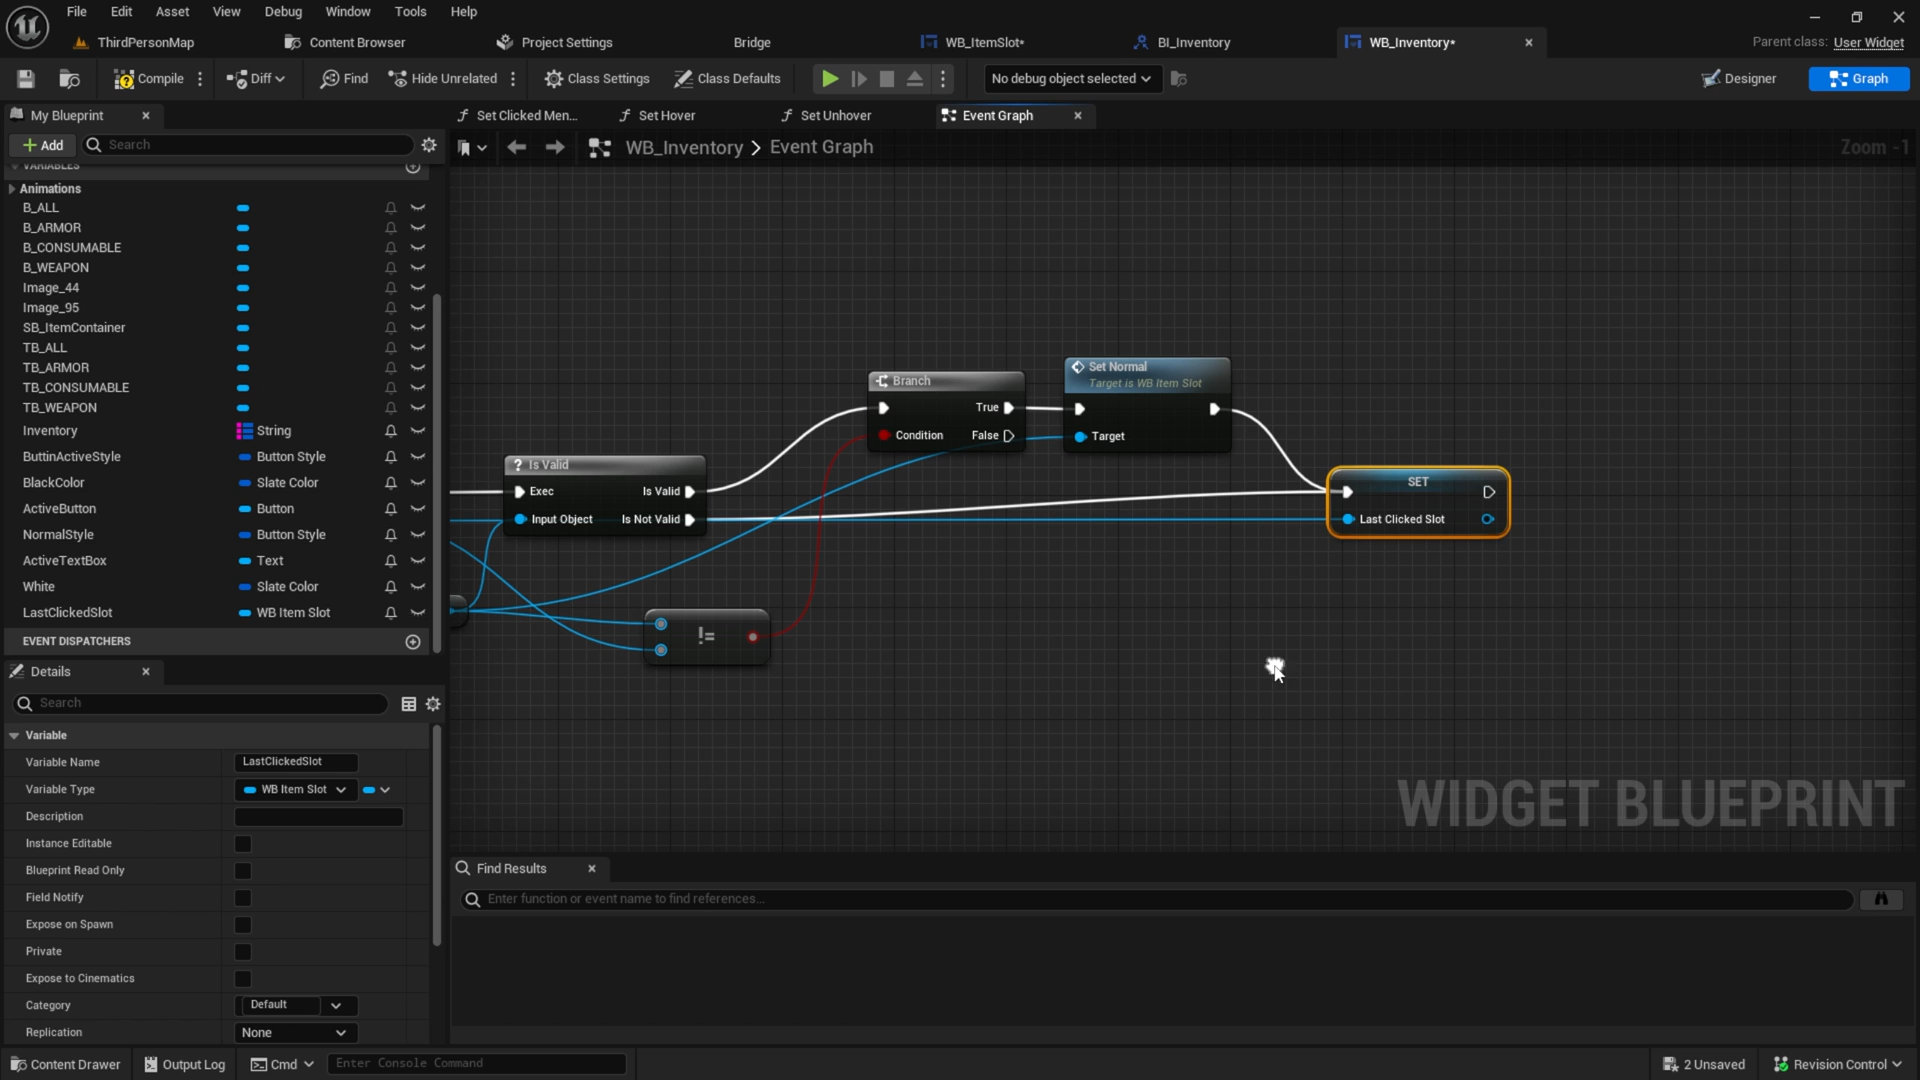 File Edit Asset View Debug Window Tools Help
ThirdPersonMap Content Browser Project Settings Bridge WB_ItemSlot* BI_Inventory WB_Inventory* Parent class: User Widget
Compile Diff Find Hide Unrelated Class Settings Class Defaults No debug object selected Designer Graph
My Blueprint Set Clicked Men... Set Hover Set Unhover Event Graph
Add Search WB_Inventory > Event Graph Zoom -1
VARIABLES
Animations
B_ALL
B_ARMOR
B_CONSUMABLE
B_WEAPON
Image_44
Image_95
SB_ItemContainer
TB_ALL
TB_ARMOR
TB_CONSUMABLE
TB_WEAPON
Inventory String
ButtinActiveStyle Button Style
BlackColor Slate Color
ActiveButton Button
NormalStyle Button Style
ActiveTextBox Text
White Slate Color
LastClickedSlot WB Item Slot
EVENT DISPATCHERS
? Is Valid
Exec Is Valid
Input Object Is Not Valid
Branch
True
Condition False
Set Normal
Target is WB Item Slot
Target
SET
Last Clicked Slot
!=
WIDGET BLUEPRINT
Details
Search
Variable
Variable Name LastClickedSlot
Variable Type WB Item Slot
Description
Instance Editable
Blueprint Read Only
Field Notify
Expose on Spawn
Private
Expose to Cinematics
Category Default
Replication None
Find Results
Enter function or event name to find references...
Content Drawer Output Log Cmd Enter Console Command 2 Unsaved Revision Control